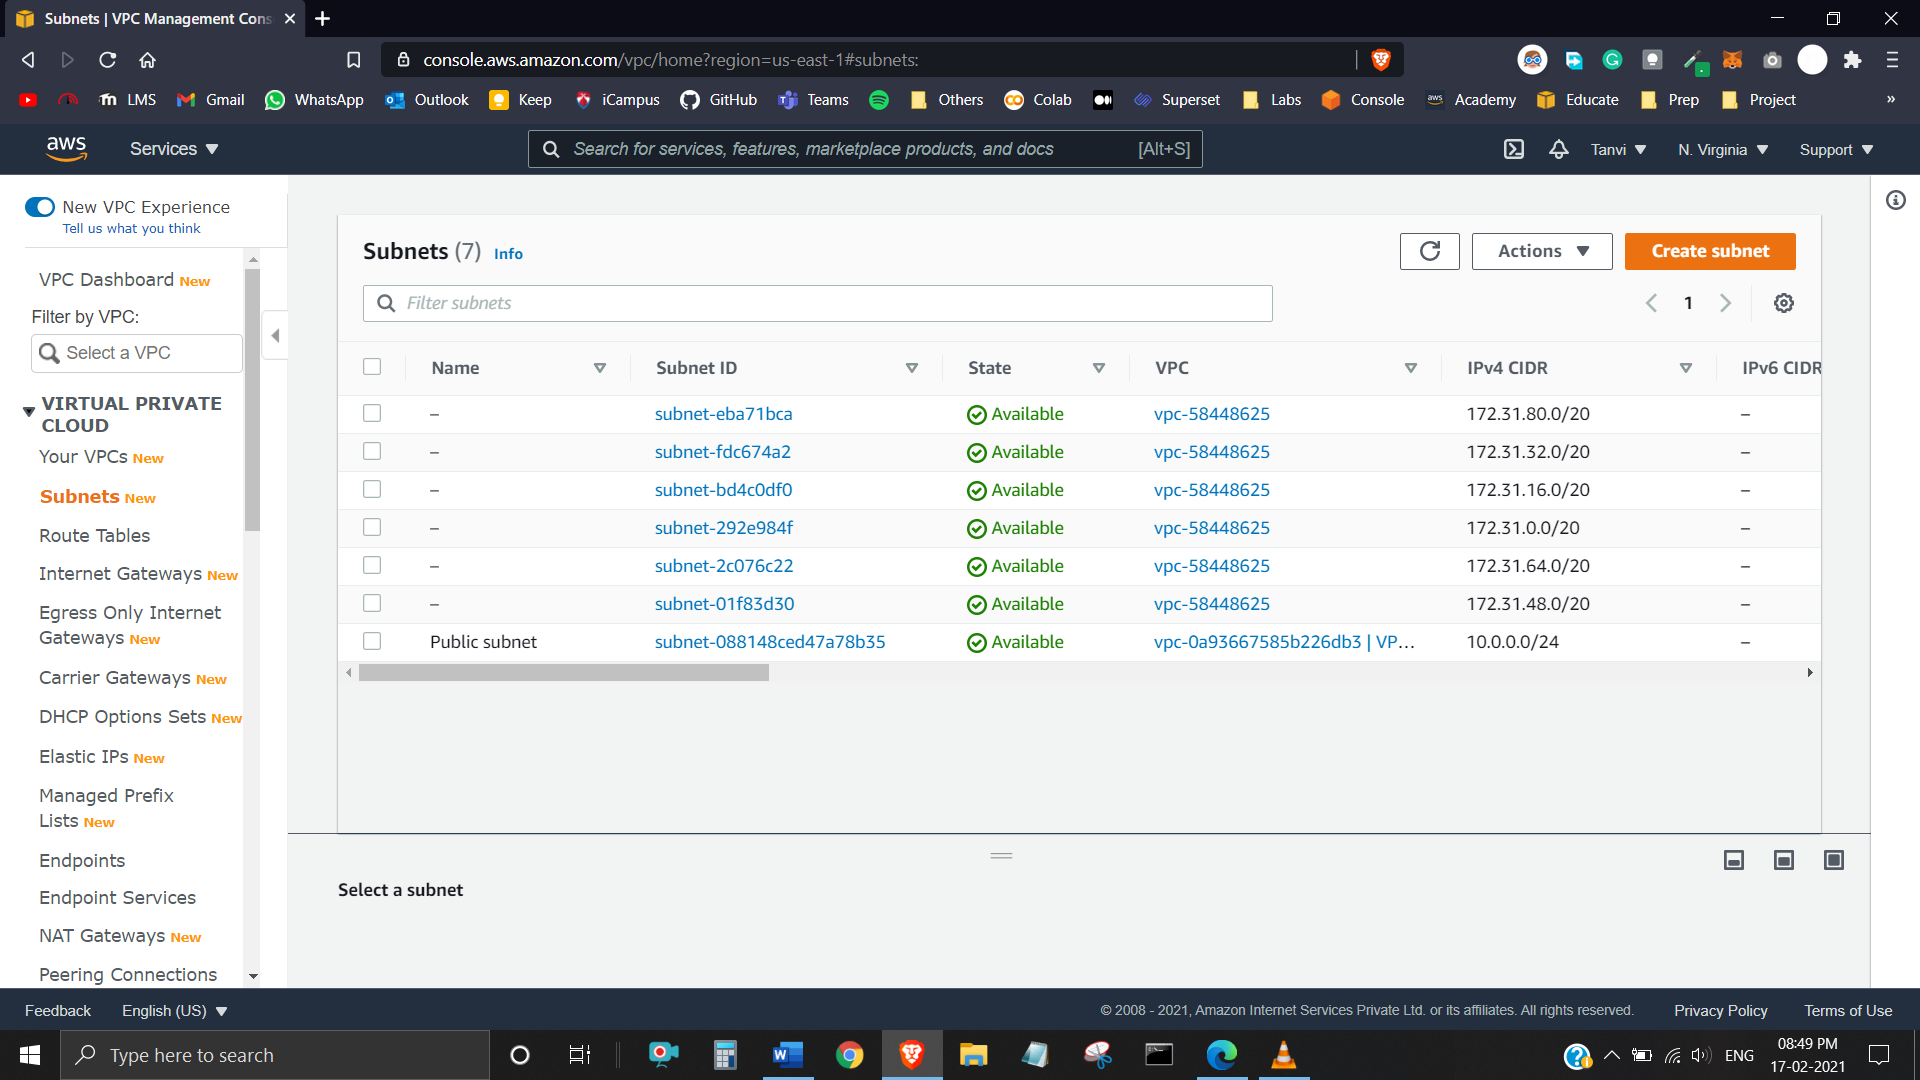 Subnets | VPC Management Cons
console.aws.amazon.com/vpc/home?region=us-east-1#subnets:
LMS Gmail WhatsApp Outlook Keep iCampus GitHub Teams Others Colab Superset Labs Console aws Academy Educate Prep Project »
aws Services Search for services, features, marketplace products, and docs [Alt+S] Tanvi N. Virginia Support
New VPC Experience
Tell us what you think
VPC Dashboard New
Filter by VPC:
Select a VPC
VIRTUAL PRIVATE
CLOUD
Your VPCs New
Subnets New
Route Tables
Internet Gateways New
Egress Only Internet
Gateways New
Carrier Gateways New
DHCP Options Sets New
Elastic IPs New
Managed Prefix
Lists New
Endpoints
Endpoint Services
NAT Gateways New
Peering Connections
Subnets (7) Info
Actions
Create subnet
Filter subnets
1
Name Subnet ID State VPC IPv4 CIDR IPv6 CIDR
– subnet-eba71bca Available vpc-58448625 172.31.80.0/20 –
– subnet-fdc674a2 Available vpc-58448625 172.31.32.0/20 –
– subnet-bd4c0df0 Available vpc-58448625 172.31.16.0/20 –
– subnet-292e984f Available vpc-58448625 172.31.0.0/20 –
– subnet-2c076c22 Available vpc-58448625 172.31.64.0/20 –
– subnet-01f83d30 Available vpc-58448625 172.31.48.0/20 –
Public subnet subnet-088148ced47a78b35 Available vpc-0a93667585b226db3 | VP... 10.0.0.0/24 –
Select a subnet
Feedback English (US) © 2008 - 2021, Amazon Internet Services Private Ltd. or its affiliates. All rights reserved. Privacy Policy Terms of Use
Type here to search
ENG
08:49 PM
17-02-2021